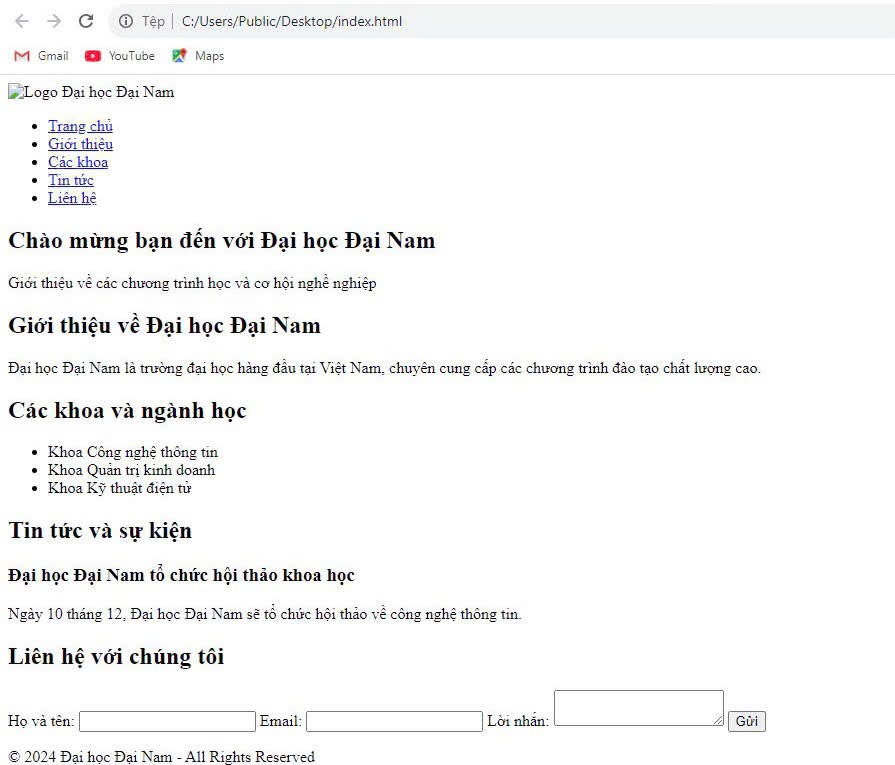 Tệp C:/Users/Public/Desktop/index.html
Gmail YouTube Maps
Logo Đại học Đại Nam
Trang chủ
Giới thiệu
Các khoa
Tin tức
Liên hệ
Chào mừng bạn đến với Đại học Đại Nam
Giới thiệu về các chương trình học và cơ hội nghề nghiệp
Giới thiệu về Đại học Đại Nam
Đại học Đại Nam là trường đại học hàng đầu tại Việt Nam, chuyên cung cấp các chương trình đào tạo chất lượng cao.
Các khoa và ngành học
Khoa Công nghệ thông tin
Khoa Quản trị kinh doanh
Khoa Kỹ thuật điện tử
Tin tức và sự kiện
Đại học Đại Nam tổ chức hội thảo khoa học
Ngày 10 tháng 12, Đại học Đại Nam sẽ tổ chức hội thảo về công nghệ thông tin.
Liên hệ với chúng tôi
Họ và tên: Email: Lời nhắn: Gửi
© 2024 Đại học Đại Nam - All Rights Reserved